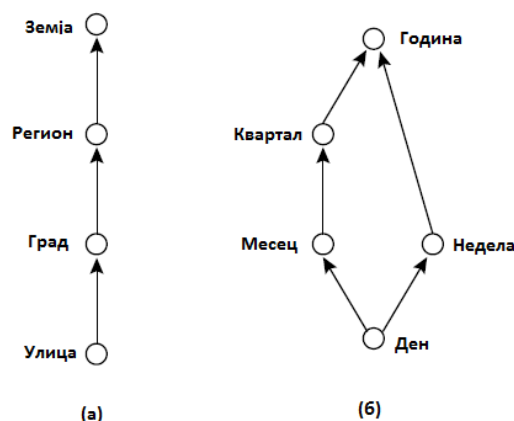 Земја
Регион
Град
Улица
(а)
Година
Квартал
Месец
Недела
Ден
(б)